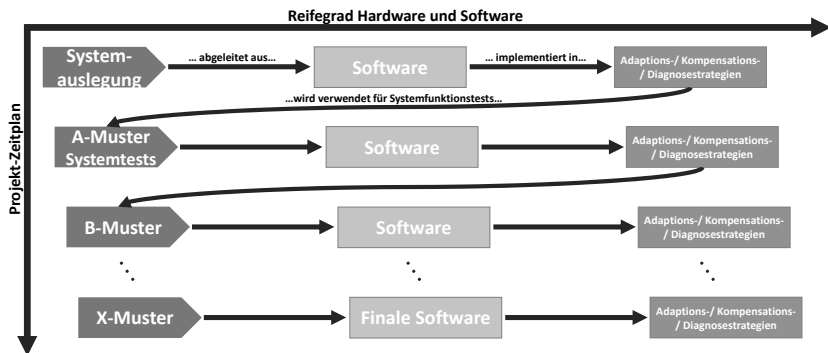 Reifegrad Hardware und Software
Projekt-Zeitplan
System-
auslegung
... abgeleitet aus...
Software
... implementiert in...
Adaptions-/ Kompensations-
/ Diagnosestrategien
...wird verwendet für Systemfunktionstests...
A-Muster
Systemtests
Software
Adaptions-/ Kompensations-
/ Diagnosestrategien
B-Muster
Software
Adaptions-/ Kompensations-
/ Diagnosestrategien
X-Muster
Finale Software
Adaptions-/ Kompensations-
/ Diagnosestrategien